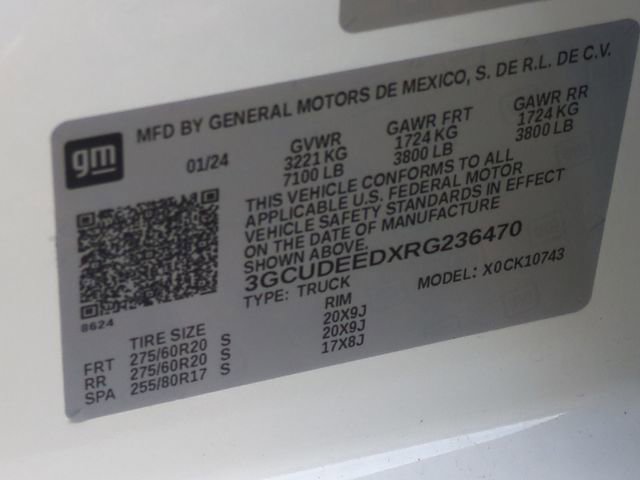 MFD BY GENERAL MOTORS DE MEXICO, S. DE R.L. DE C.V.
gm
01/24
GVWR
3221 KG
7100 LB
GAWR FRT
1724 KG
3800 LB
GAWR RR
1724 KG
3800 LB
THIS VEHICLE CONFORMS TO ALL
APPLICABLE U.S. FEDERAL MOTOR
VEHICLE SAFETY STANDARDS IN EFFECT
ON THE DATE OF MANUFACTURE
SHOWN ABOVE.
3GCUDEEDXRG236470
TYPE: TRUCK
MODEL: X0CK10743
8624
TIRE SIZE RIM
FRT 275/60R20 S 20X9J
RR 275/60R20 S 20X9J
SPA 255/80R17 S 17X8J